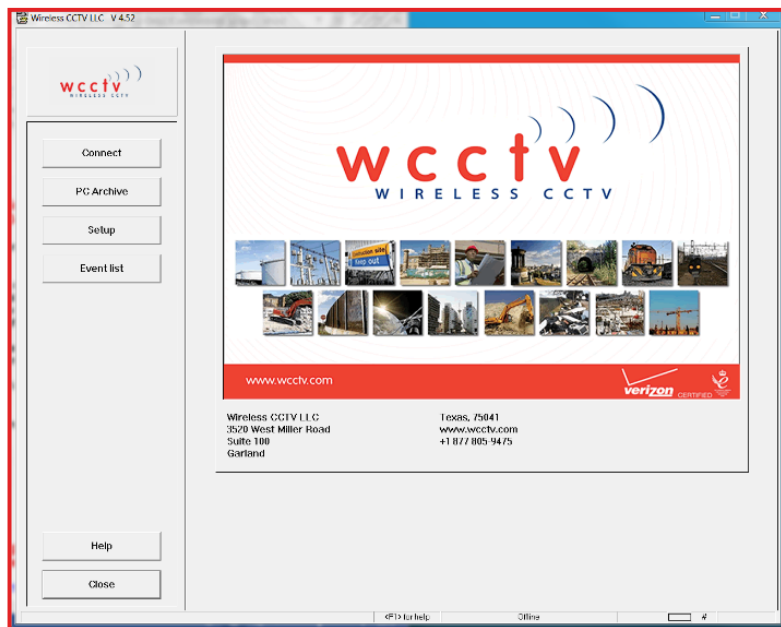 Wireless CCTV LLC V 4.52
wcctv
WIRELESS CCTV
Connect
PC Archive
Setup
Event list
Help
Close
wcctv
WIRELESS CCTV
Construction site
Keep out
www.wcctv.com
verizon CERTIFIED
Wireless CCTV LLC
3520 West Miller Road
Suite 100
Garland
Texas, 75041
www.wcctv.com
+1 877 805-9475
<F1> for help
Offline
#